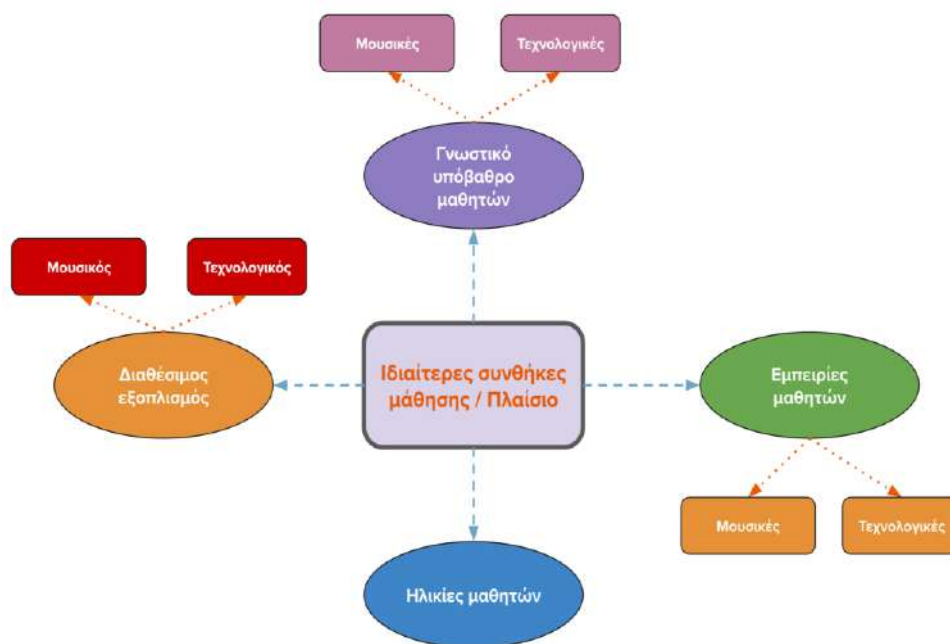 Μουσικές
Τεχνολογικές
Γνωστικό
υπόβαθρο
μαθητών
Μουσικός
Τεχνολογικός
Διαθέσιμος
εξοπλισμός
Ιδιαίτερες συνθήκες
μάθησης / Πλαίσιο
Εμπειρίες
μαθητών
Μουσικές
Τεχνολογικές
Ηλικίες μαθητών